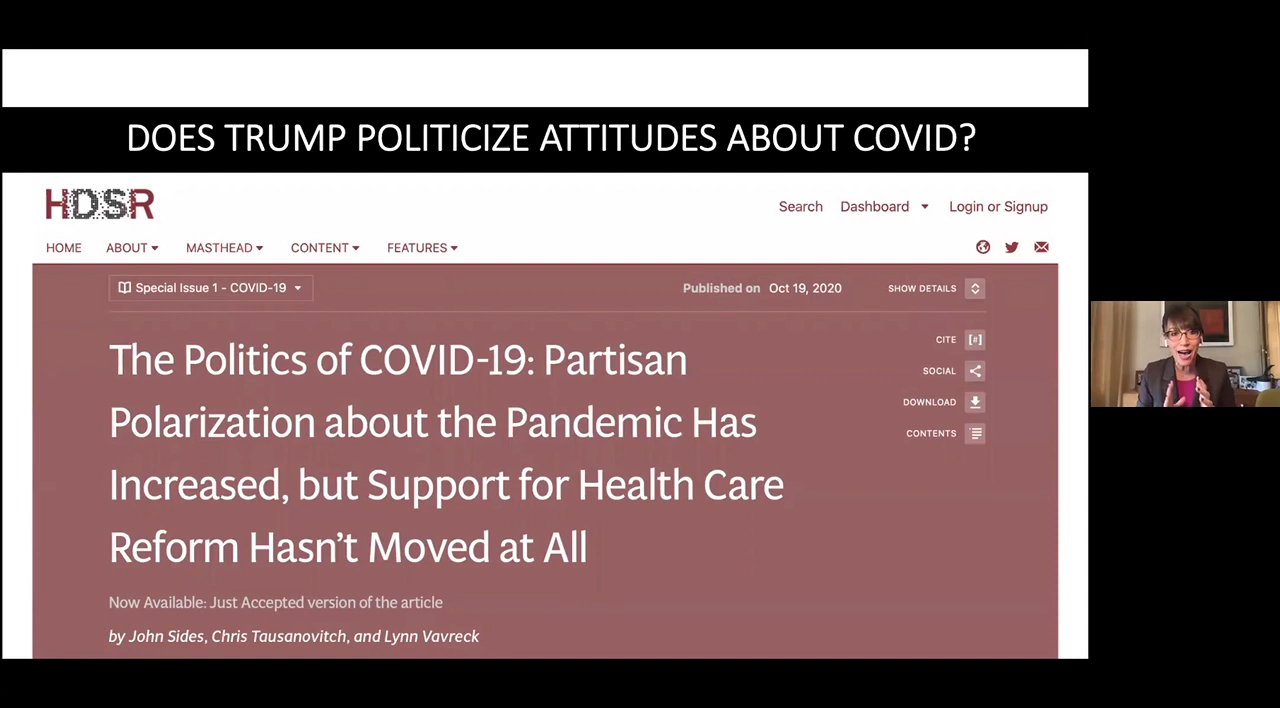 DOES TRUMP POLITICIZE ATTITUDES ABOUT COVID?
HDSR
Search Dashboard Login or Signup
HOME ABOUT MASTHEAD CONTENT FEATURES
Special Issue 1 - COVID-19
Published on Oct 19, 2020
SHOW DETAILS
The Politics of COVID-19: Partisan
Polarization about the Pandemic Has
Increased, but Support for Health Care
Reform Hasn't Moved at All
CITE [#]
SOCIAL
DOWNLOAD
CONTENTS
Now Available: Just Accepted version of the article
by John Sides, Chris Tausanovitch, and Lynn Vavreck